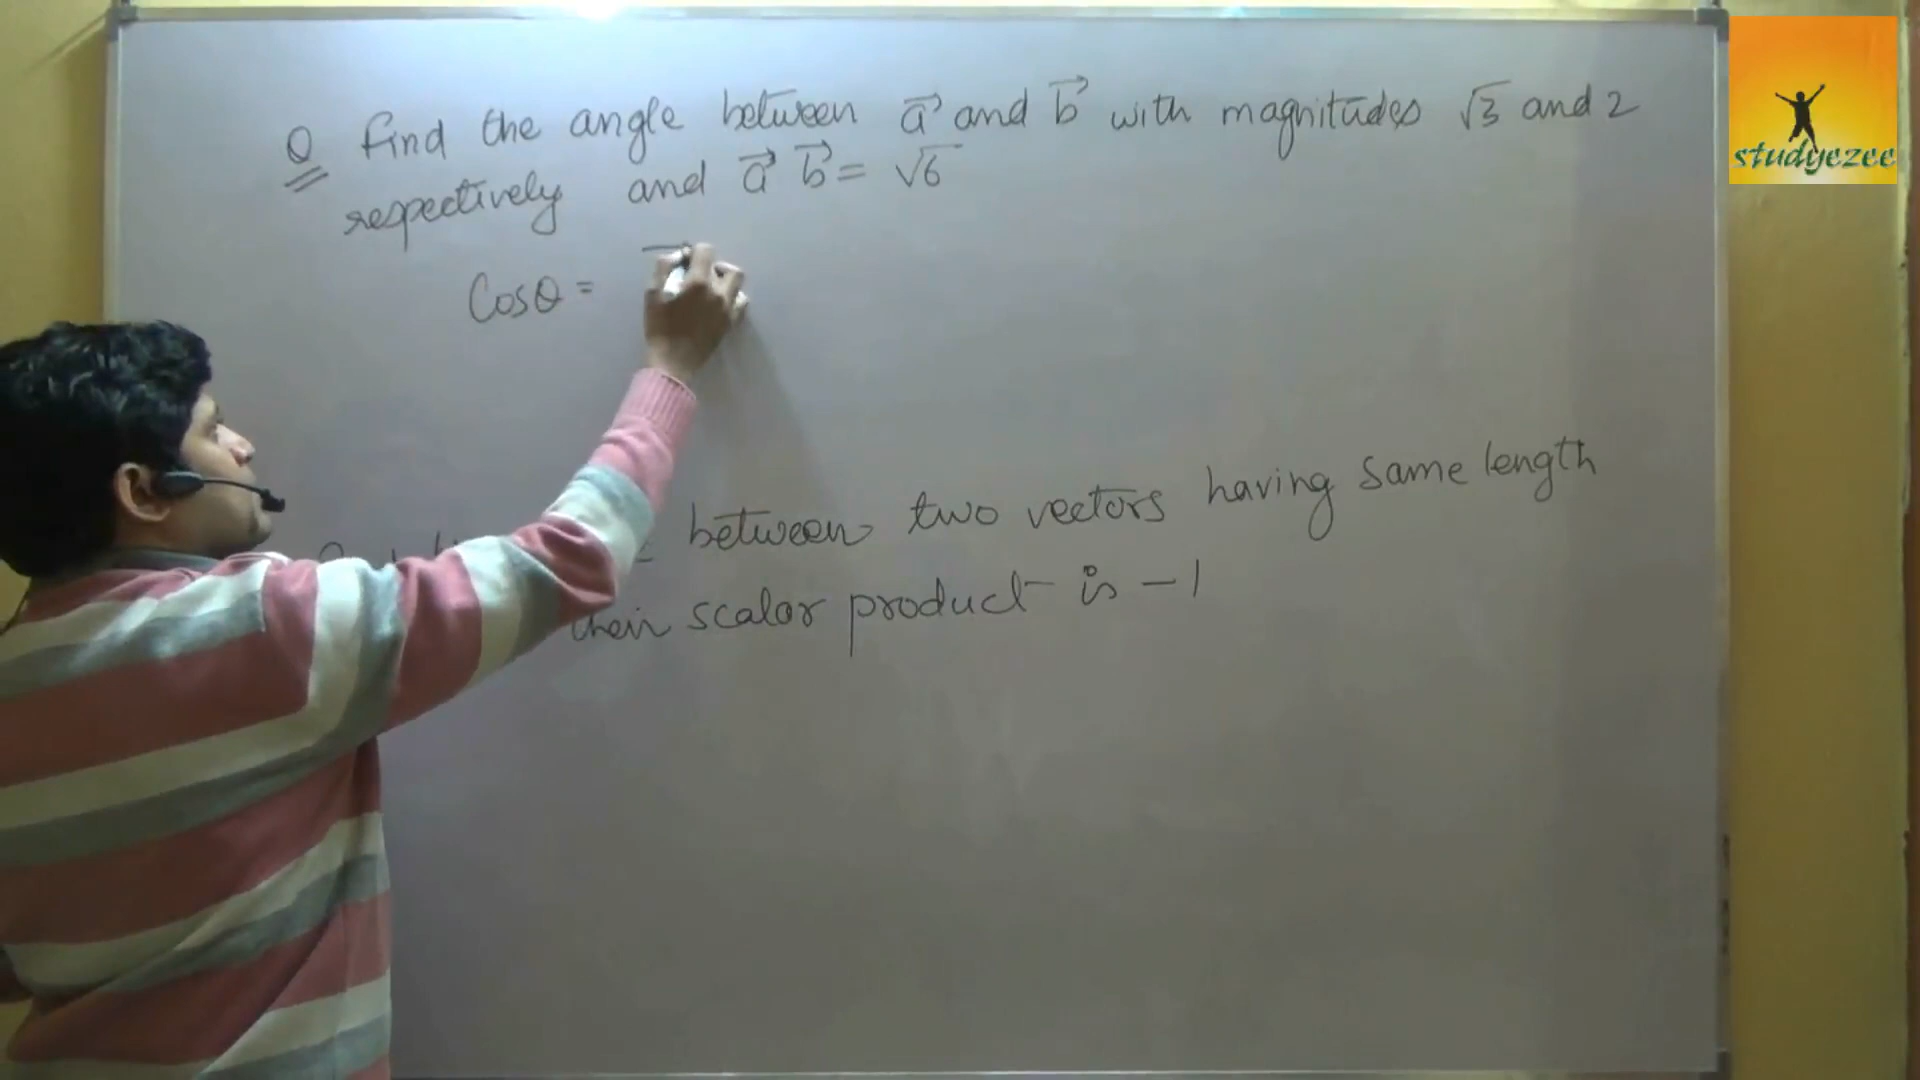 Q Find the angle between a⃗ and b⃗ with magnitudes √3 and 2
respectively and a⃗ b⃗ = √6
Cosθ =
between two vectors having same length
their scalar product is -1
studyezee